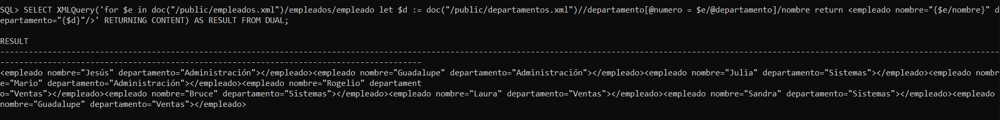 SQL> SELECT XMLQuery('for $e in doc("/public/empleados.xml")/empleados/empleado let $d := doc("/public/departamentos.xml")//departamento[@numero = $e/@departamento]/nombre return <empleado nombre="{$e/nombre}" d
epartamento="{$d}"/>' RETURNING CONTENT) AS RESULT FROM DUAL;
RESULT
--------------------------------------------------------------------------------------------------------------------------------------------------------------------------------------------------------------------
----------------------------------------------------------------------------------------
<empleado nombre="Jesús" departamento="Administración"></empleado><empleado nombre="Guadalupe" departamento="Administración"></empleado><empleado nombre="Julia" departamento="Sistemas"></empleado><empleado nombr
e="Mario" departamento="Administración"></empleado><empleado nombre="Rogelio" departament
o="Ventas"></empleado><empleado nombre="Bruce" departamento="Sistemas"></empleado><empleado nombre="Laura" departamento="Ventas"></empleado><empleado nombre="Sandra" departamento="Sistemas"></empleado><empleado
nombre="Guadalupe" departamento="Ventas"></empleado>